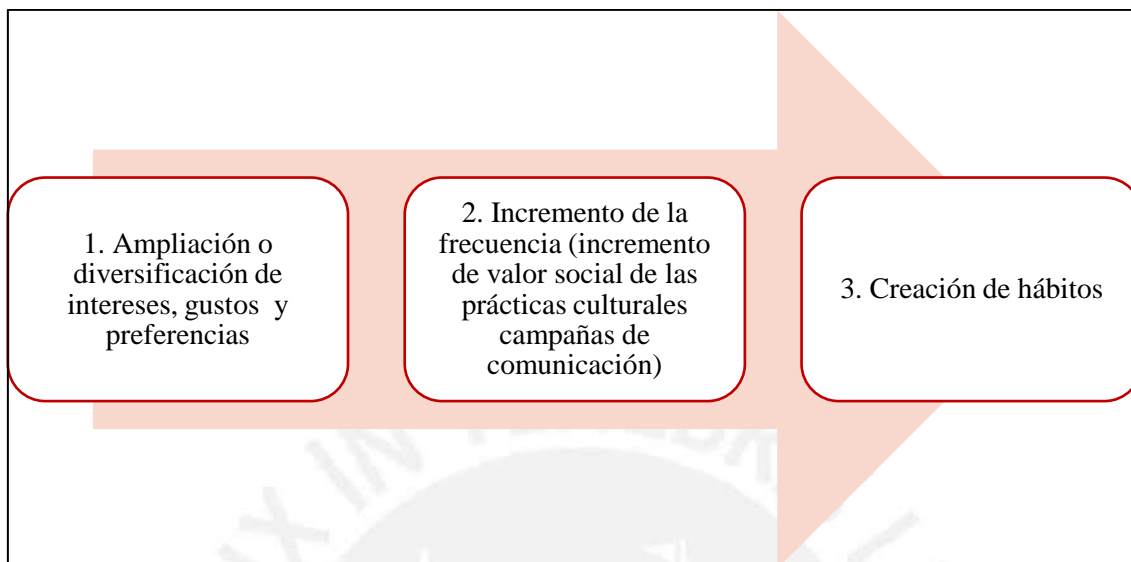 1. Ampliación o
diversificación de
intereses, gustos y
preferencias
2. Incremento de la
frecuencia (incremento
de valor social de las
prácticas culturales
campañas de
comunicación)
3. Creación de hábitos